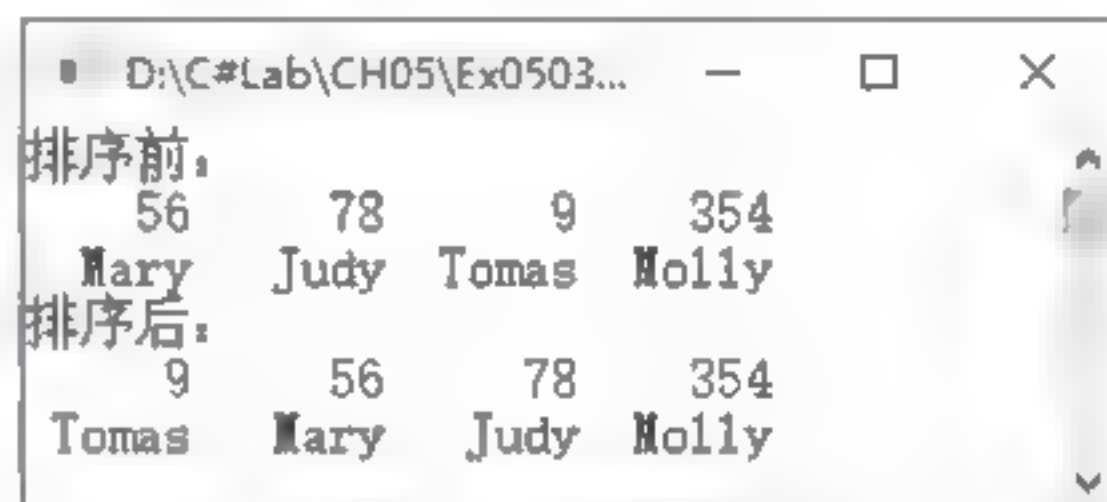 D:\C#Lab\CH05\Ex0503...
排序前：
56 78 9 354
Mary Judy Tomas Molly
排序后：
9 56 78 354
Tomas Mary Judy Molly